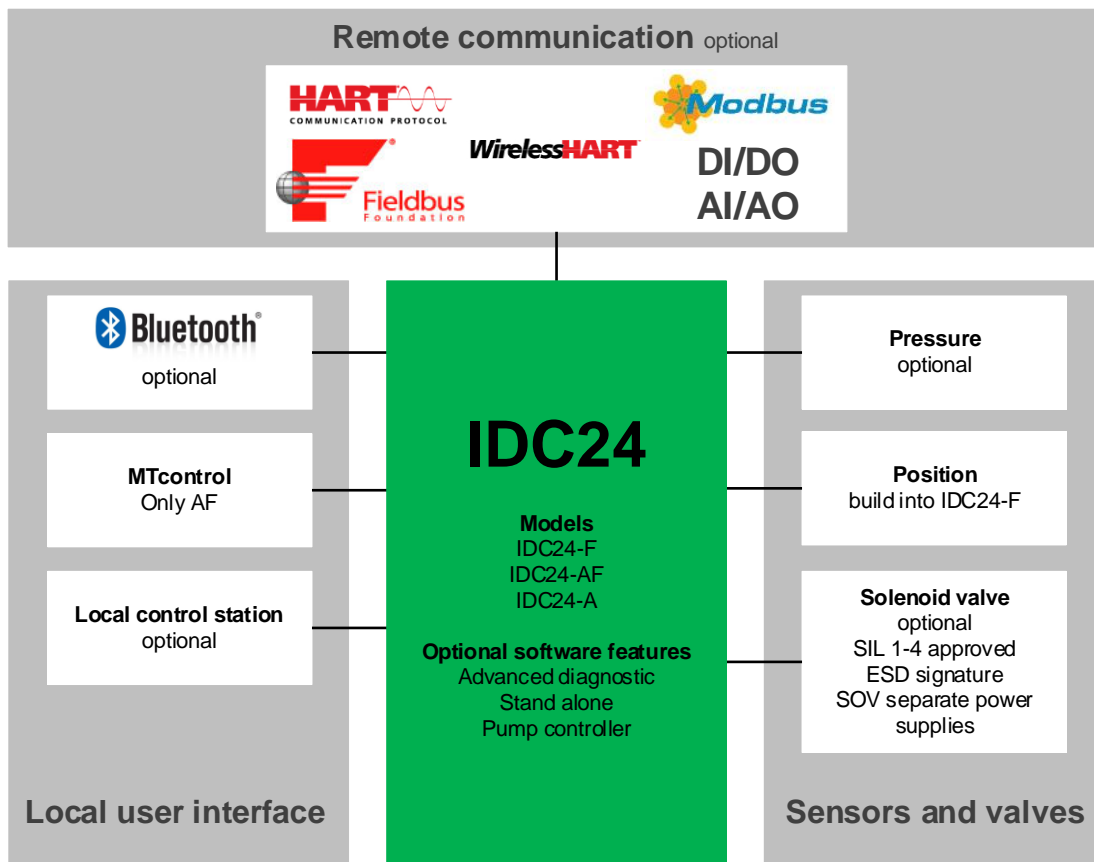 Remote communication optional
HART
COMMUNICATION PROTOCOL
WirelessHART
Modbus
Fieldbus
Foundation
®
DI/DO
AI/AO
Bluetooth®
optional
MTcontrol
Only AF
Local control station
optional
Local user interface
IDC24
Models
IDC24-F
IDC24-AF
IDC24-A
Optional software features
Advanced diagnostic
Stand alone
Pump controller
Pressure
optional
Position
build into IDC24-F
Solenoid valve
optional
SIL 1-4 approved
ESD signature
SOV separate power
supplies
Sensors and valves